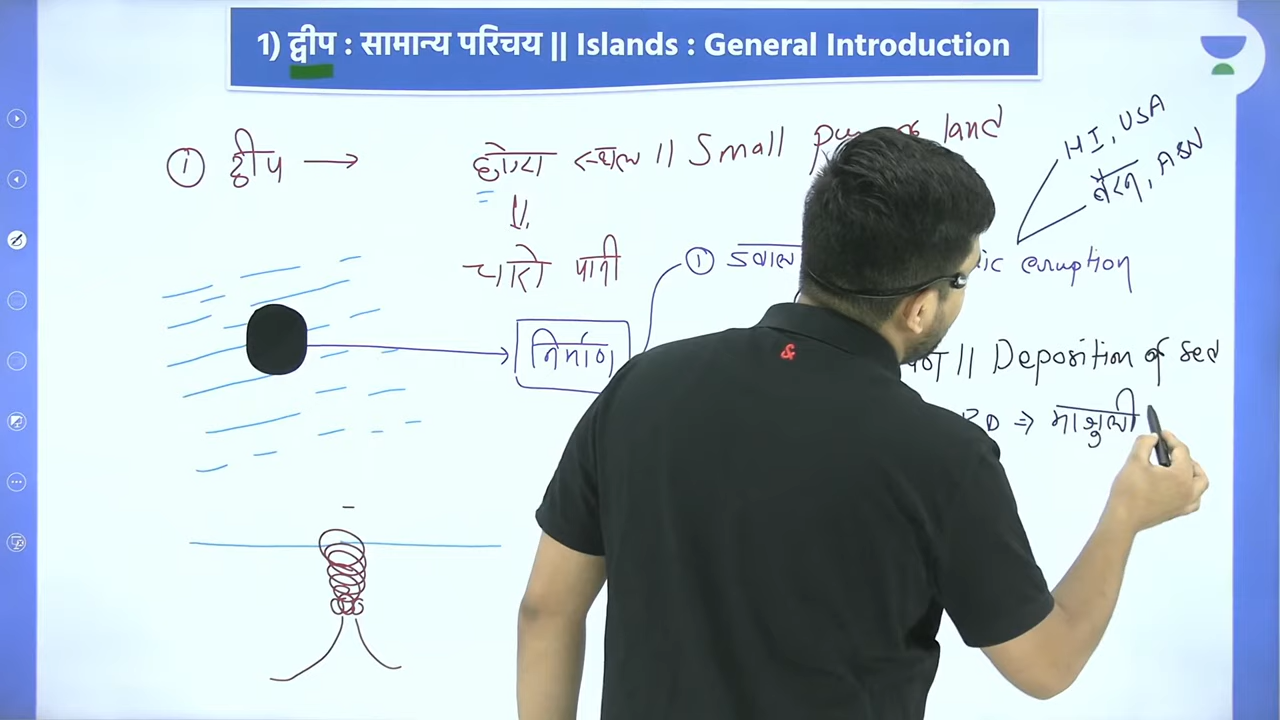 1) द्वीप : सामान्य परिचय || Islands : General Introduction
① द्वीप → छोटा स्थल || Small land
HI, USA
बैरन, A&N
चारो पानी
① ज्वाल ic eruption
निर्माण
|| Deposition of sed
⇒ माजुली